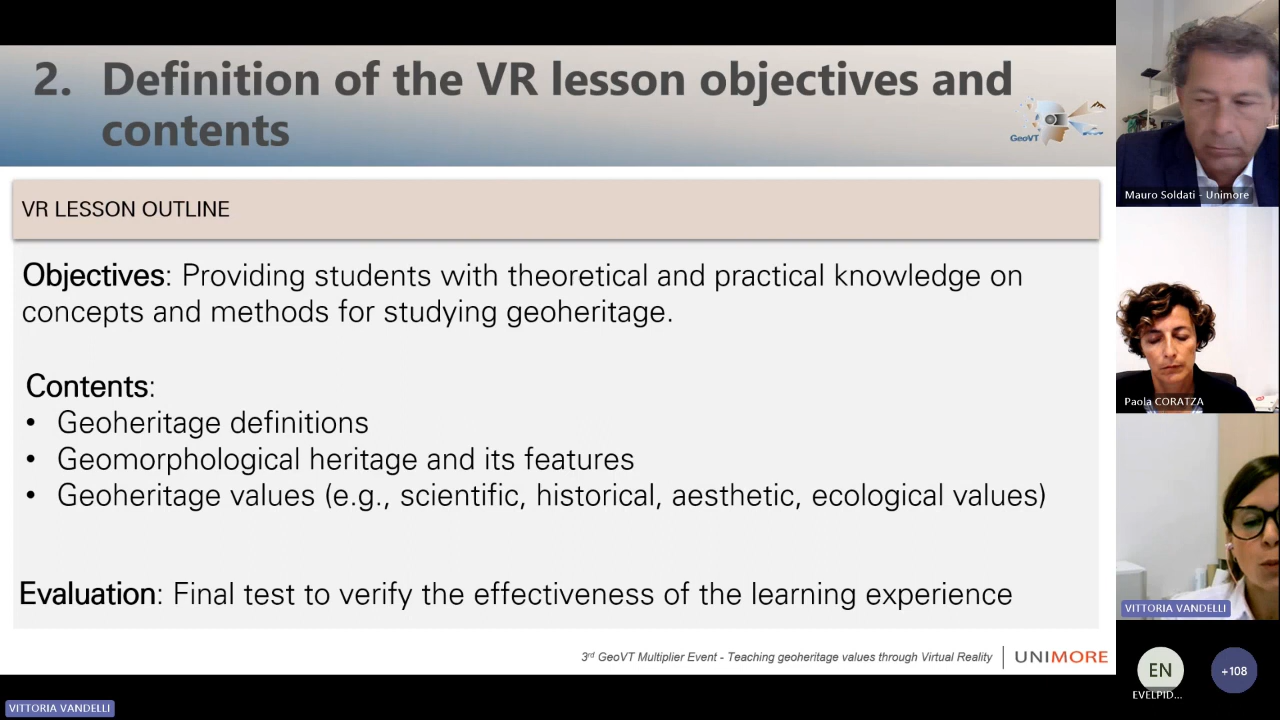 2. Definition of the VR lesson objectives and
contents
GeoVT
VR LESSON OUTLINE
Objectives: Providing students with theoretical and practical knowledge on
concepts and methods for studying geoheritage.
Contents:
• Geoheritage definitions
• Geomorphological heritage and its features
• Geoheritage values (e.g., scientific, historical, aesthetic, ecological values)
Evaluation: Final test to verify the effectiveness of the learning experience
3rd GeoVT Multiplier Event - Teaching geoheritage values through Virtual Reality
UNIMORE
VITTORIA VANDELLI
Mauro Soldati - Unimore
Paola CORATZA
VITTORIA VANDELLI
EN
EVELPID...
+108